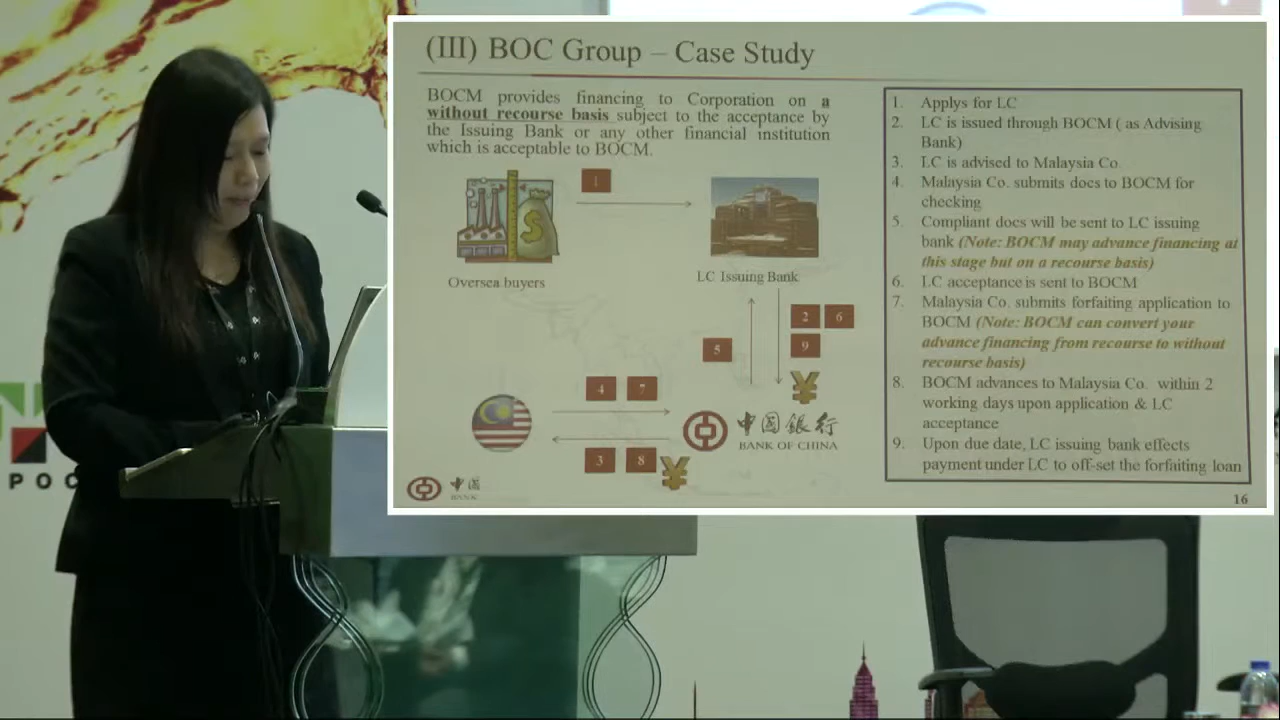 (III) BOC Group – Case Study
BOCM provides financing to Corporation on a
without recourse basis subject to the acceptance by
the Issuing Bank or any other financial institution
which is acceptable to BOCM.
1
Oversea buyers
LC Issuing Bank
2 6
5
9
4 7
中國銀行
BANK OF CHINA
3 8
1. Applys for LC
2. LC is issued through BOCM ( as Advising
Bank)
3. LC is advised to Malaysia Co.
4. Malaysia Co. submits docs to BOCM for
checking
5. Compliant docs will be sent to LC issuing
bank (Note: BOCM may advance financing at
this stage but on a recourse basis)
6. LC acceptance is sent to BOCM
7. Malaysia Co. submits forfaiting application to
BOCM (Note: BOCM can convert your
advance financing from recourse to without
recourse basis)
8. BOCM advances to Malaysia Co. within 2
working days upon application & LC
acceptance
9. Upon due date, LC issuing bank effects
payment under LC to off-set the forfaiting loan
中國
BANK
16
POC